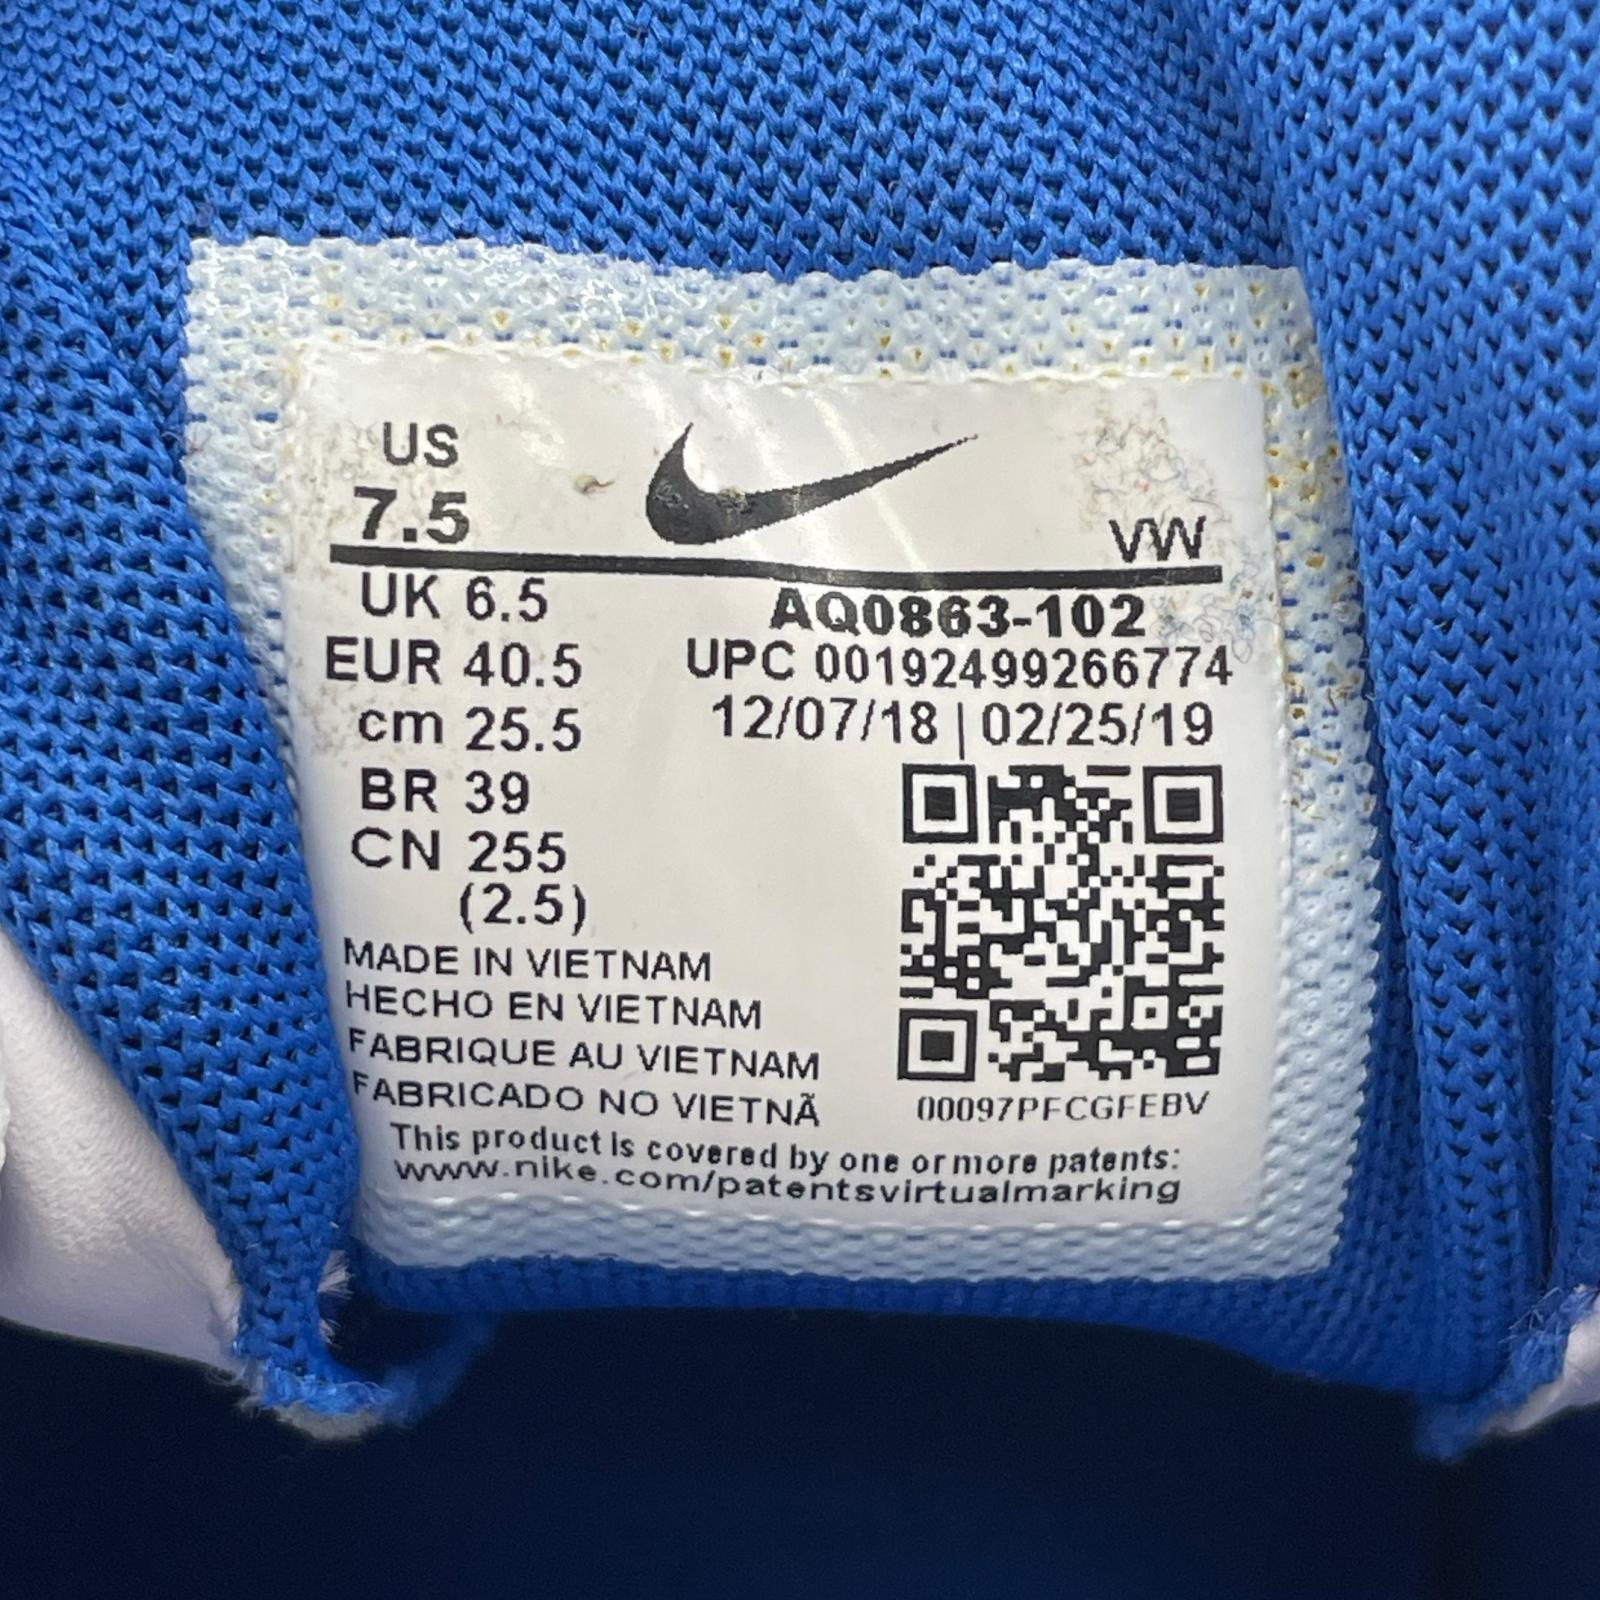 US
7.5
VW
UK 6.5
EUR 40.5
cm 25.5
BR 39
CN 255
(2.5)
AQ0863-102
UPC 00192499266774
12/07/18 | 02/25/19
MADE IN VIETNAM
HECHO EN VIETNAM
FABRIQUE AU VIETNAM
FABRICADO NO VIETNÃ
00097PFCGFEBV
This product is covered by one or more patents:
www.nike.com/patentsvirtualmarking